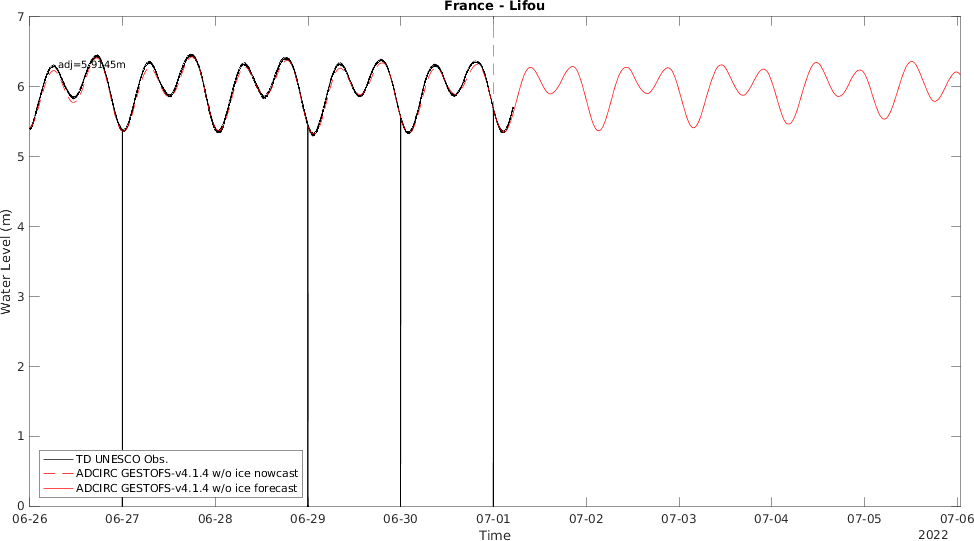 France - Lifou
7
6
5
4
3
2
1
0
Water Level (m)
adj=5.9145m
TD UNESCO Obs.
ADCIRC GESTOFS-v4.1.4 w/o ice nowcast
ADCIRC GESTOFS-v4.1.4 w/o ice forecast
06-26 06-27 06-28 06-29 06-30 07-01 07-02 07-03 07-04 07-05 07-06
Time
2022